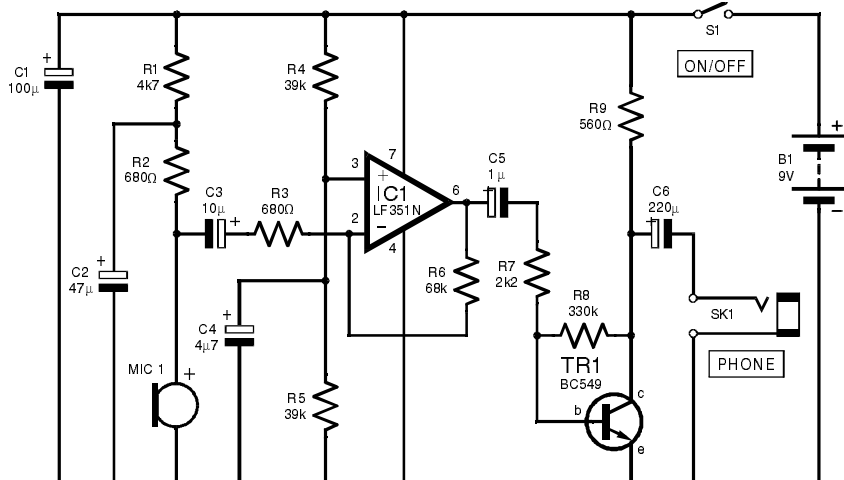 C1
100µ
+
R1
4k7
R2
680Ω
C2
47µ
+
MIC 1
+
C3
10µ
+
R3
680Ω
C4
4µ7
+
R4
39k
R5
39k
3
7
+
IC1
LF351N
2
−
4
6
R6
68k
C5
1µ
+
R7
2k2
R8
330k
TR1
BC549
b
c
e
R9
560Ω
C6
220µ
+
S1
ON/OFF
B1
9V
+
−
SK1
PHONE